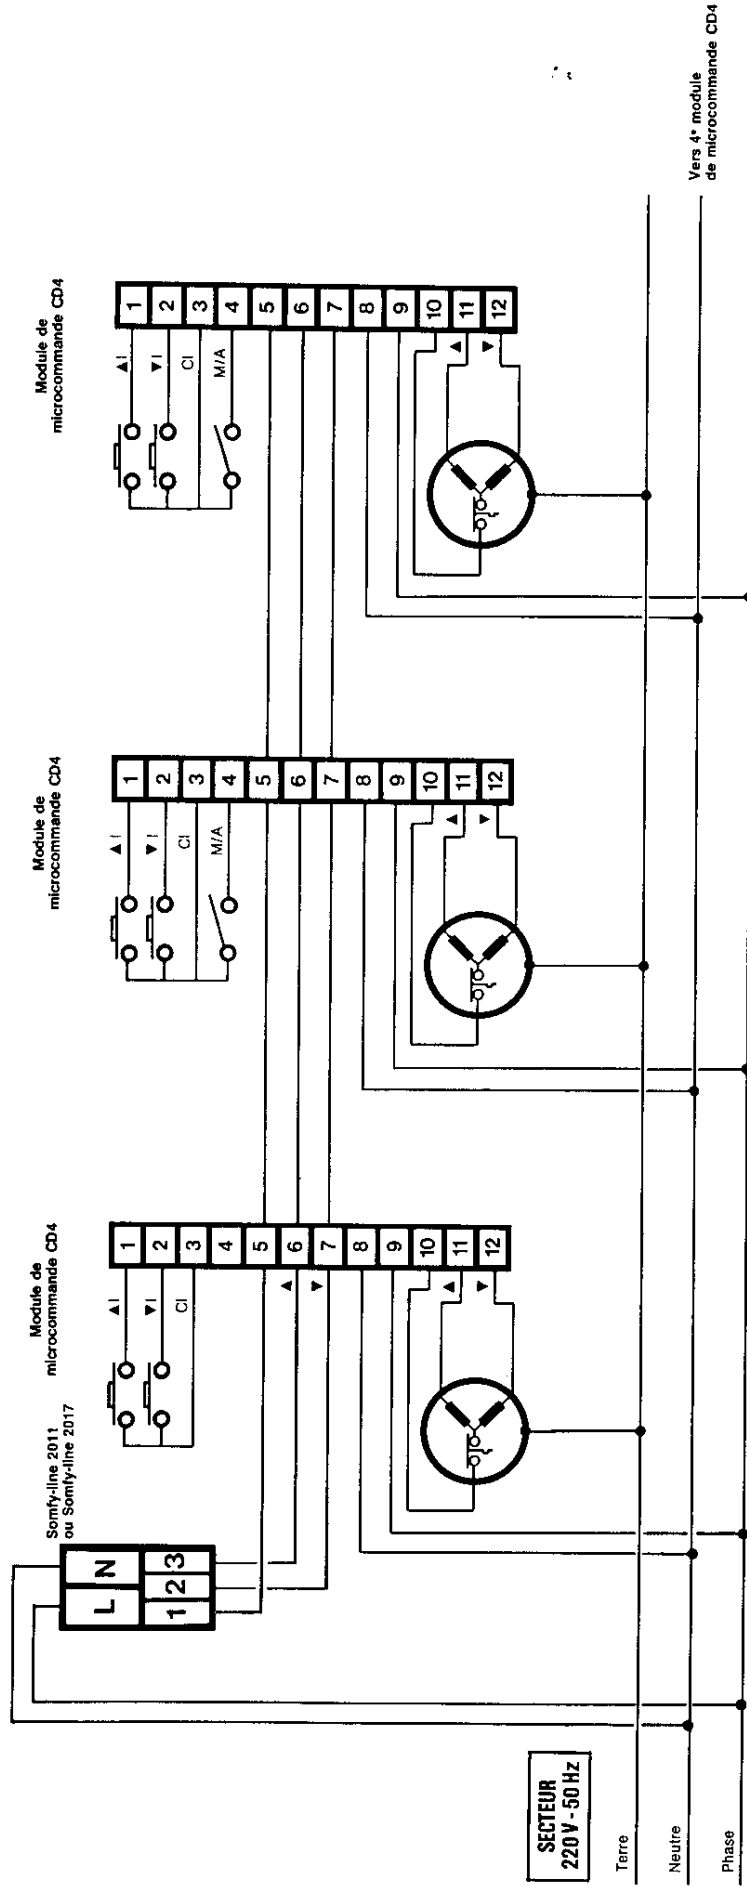 Somfy-line 2011
ou Somfy-line 2017
L
N
1
2
3
Module de
microcommande CD4
1
2
3
4
5
6
7
8
9
10
11
12
▲I
▼I
CI
▲
▼
▲
▼
Module de
microcommande CD4
1
2
3
4
5
6
7
8
9
10
11
12
▲I
▼I
CI
M/A
▲
▼
Module de
microcommande CD4
1
2
3
4
5
6
7
8
9
10
11
12
▲I
▼I
CI
M/A
▲
▼
SECTEUR
220V - 50 Hz
Terre
Neutre
Phase
Vers 4e module
de microcommande CD4